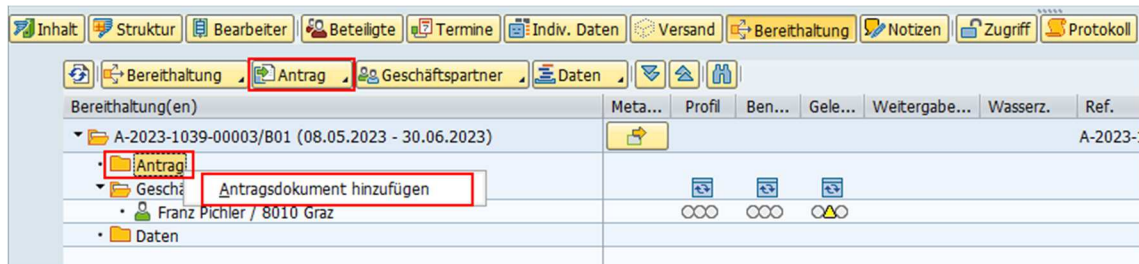 Inhalt Struktur Bearbeiter Beteiligte Termine Indiv. Daten Versand Bereithaltung Notizen Zugriff Protokoll
Bereithaltung Antrag Geschäftspartner Daten
Bereithaltung(en) Meta... Profil Ben... Gele... Weitergabe... Wasserz. Ref.
A-2023-1039-00003/B01 (08.05.2023 - 30.06.2023) A-2023-
Antrag
Geschä Antragsdokument hinzufügen
Franz Pichler / 8010 Graz
Daten